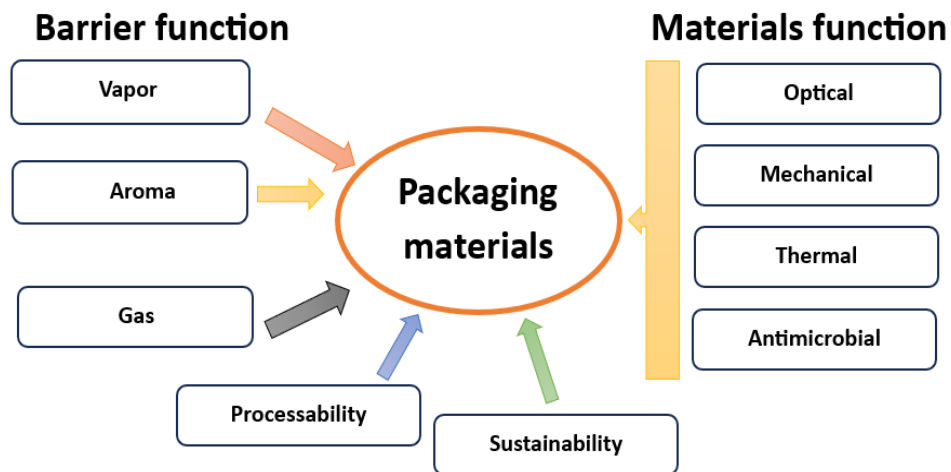 Barrier function
Vapor
Aroma
Gas
Processability
Sustainability
Packaging
materials
Materials function
Optical
Mechanical
Thermal
Antimicrobial